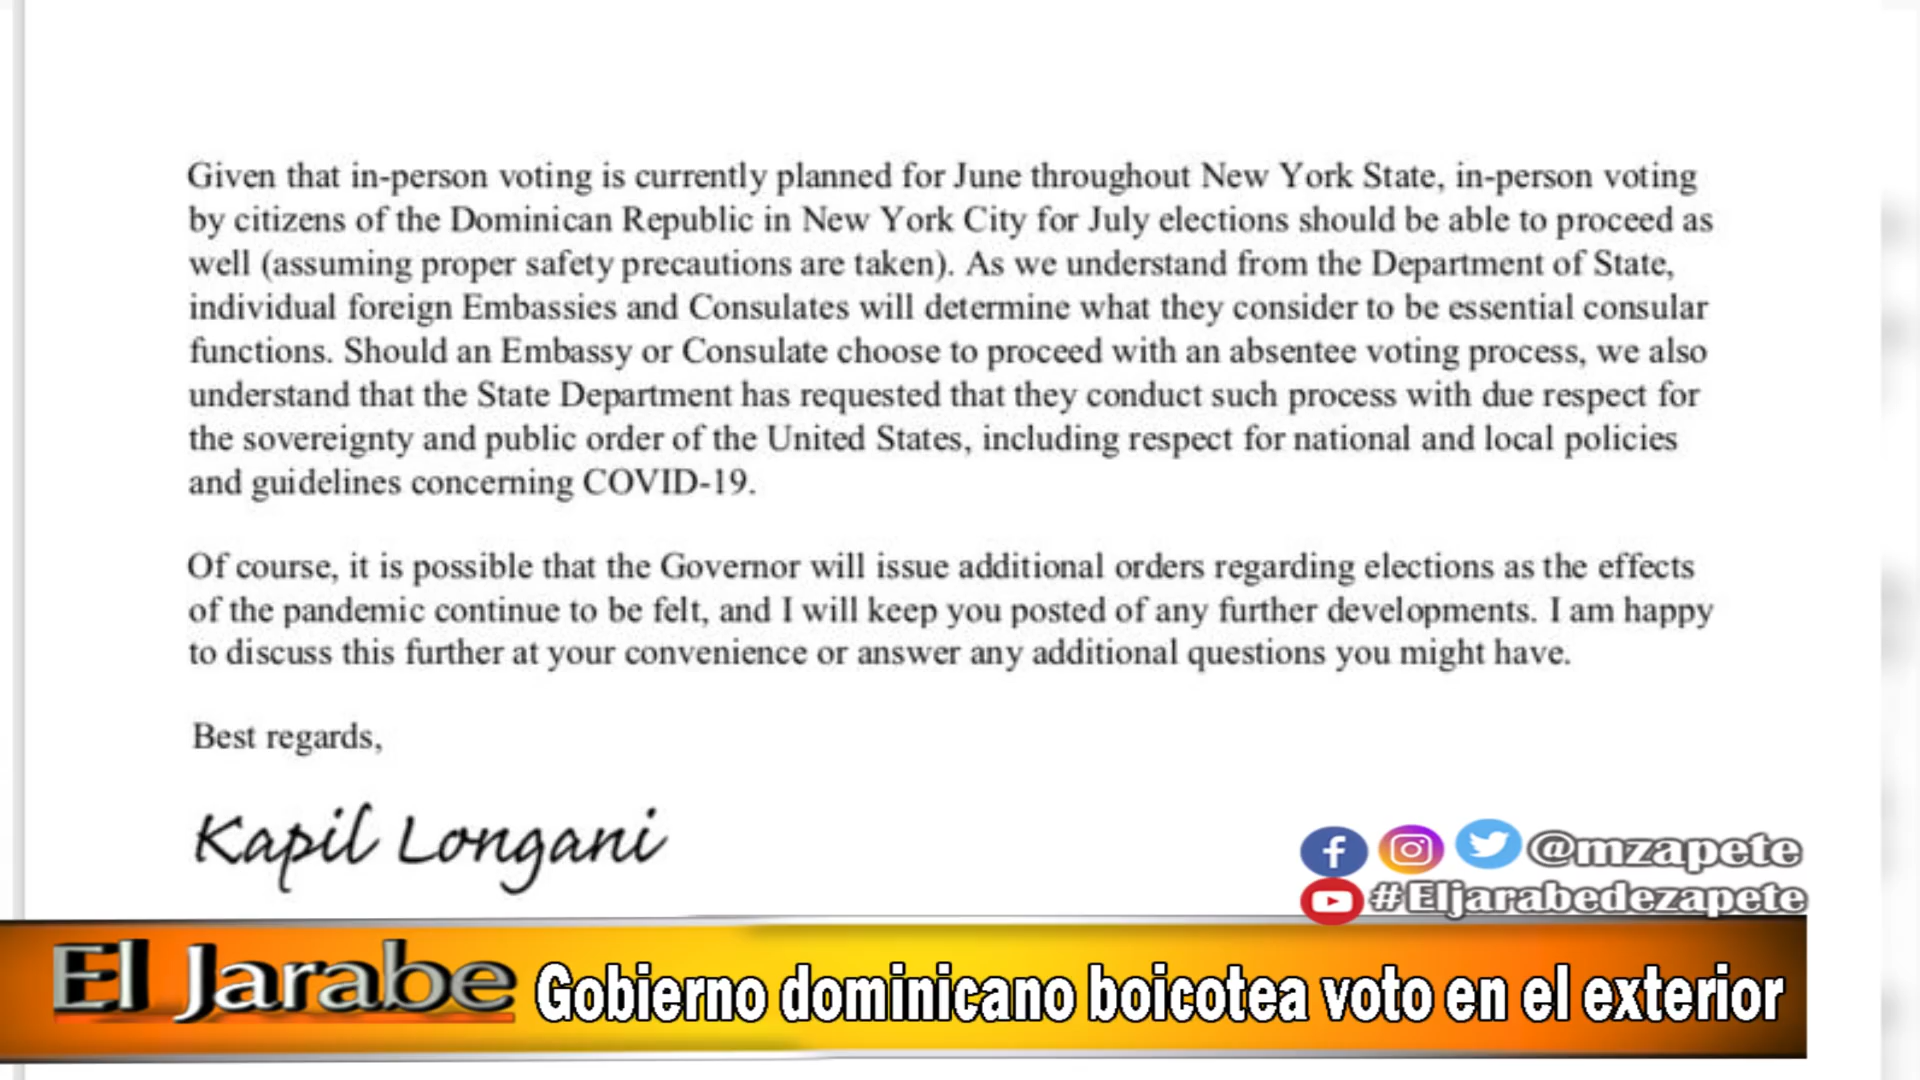 Given that in-person voting is currently planned for June throughout New York State, in-person voting
by citizens of the Dominican Republic in New York City for July elections should be able to proceed as
well (assuming proper safety precautions are taken). As we understand from the Department of State,
individual foreign Embassies and Consulates will determine what they consider to be essential consular
functions. Should an Embassy or Consulate choose to proceed with an absentee voting process, we also
understand that the State Department has requested that they conduct such process with due respect for
the sovereignty and public order of the United States, including respect for national and local policies
and guidelines concerning COVID-19.
Of course, it is possible that the Governor will issue additional orders regarding elections as the effects
of the pandemic continue to be felt, and I will keep you posted of any further developments. I am happy
to discuss this further at your convenience or answer any additional questions you might have.
Best regards,
Kapil Longani
@mzapete
#Eljarabedezapete
El Jarabe Gobierno dominicano boicotea voto en el exterior